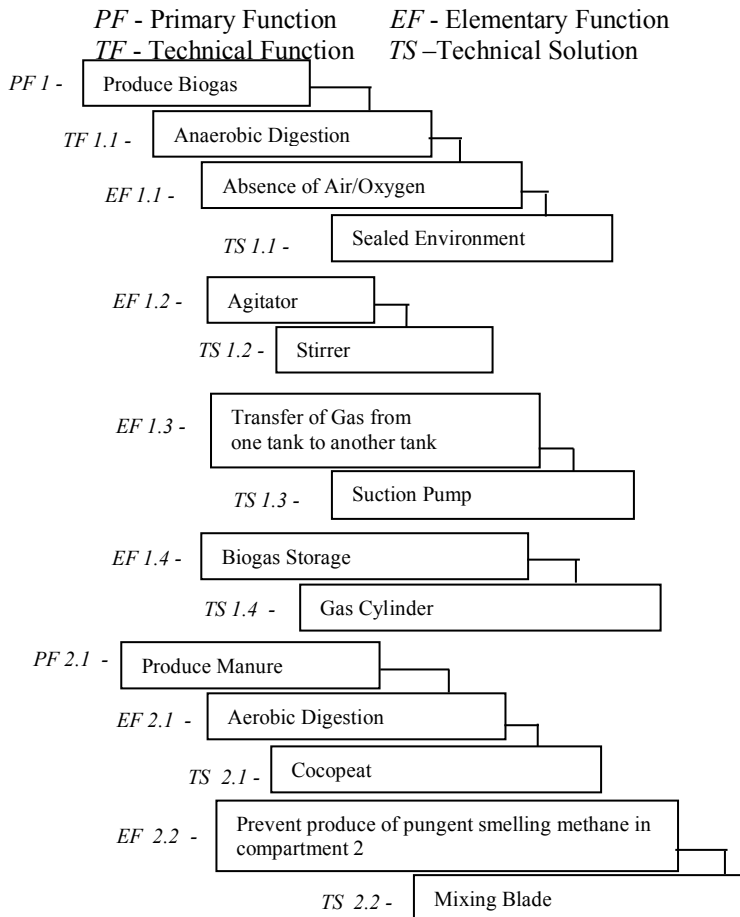 PF - Primary Function EF - Elementary Function
TF - Technical Function TS –Technical Solution
PF 1 - Produce Biogas
TF 1.1 - Anaerobic Digestion
EF 1.1 - Absence of Air/Oxygen
TS 1.1 - Sealed Environment
EF 1.2 - Agitator
TS 1.2 - Stirrer
EF 1.3 - Transfer of Gas from
one tank to another tank
TS 1.3 - Suction Pump
EF 1.4 - Biogas Storage
TS 1.4 - Gas Cylinder
PF 2.1 - Produce Manure
EF 2.1 - Aerobic Digestion
TS 2.1 - Cocopeat
EF 2.2 - Prevent produce of pungent smelling methane in
compartment 2
TS 2.2 - Mixing Blade